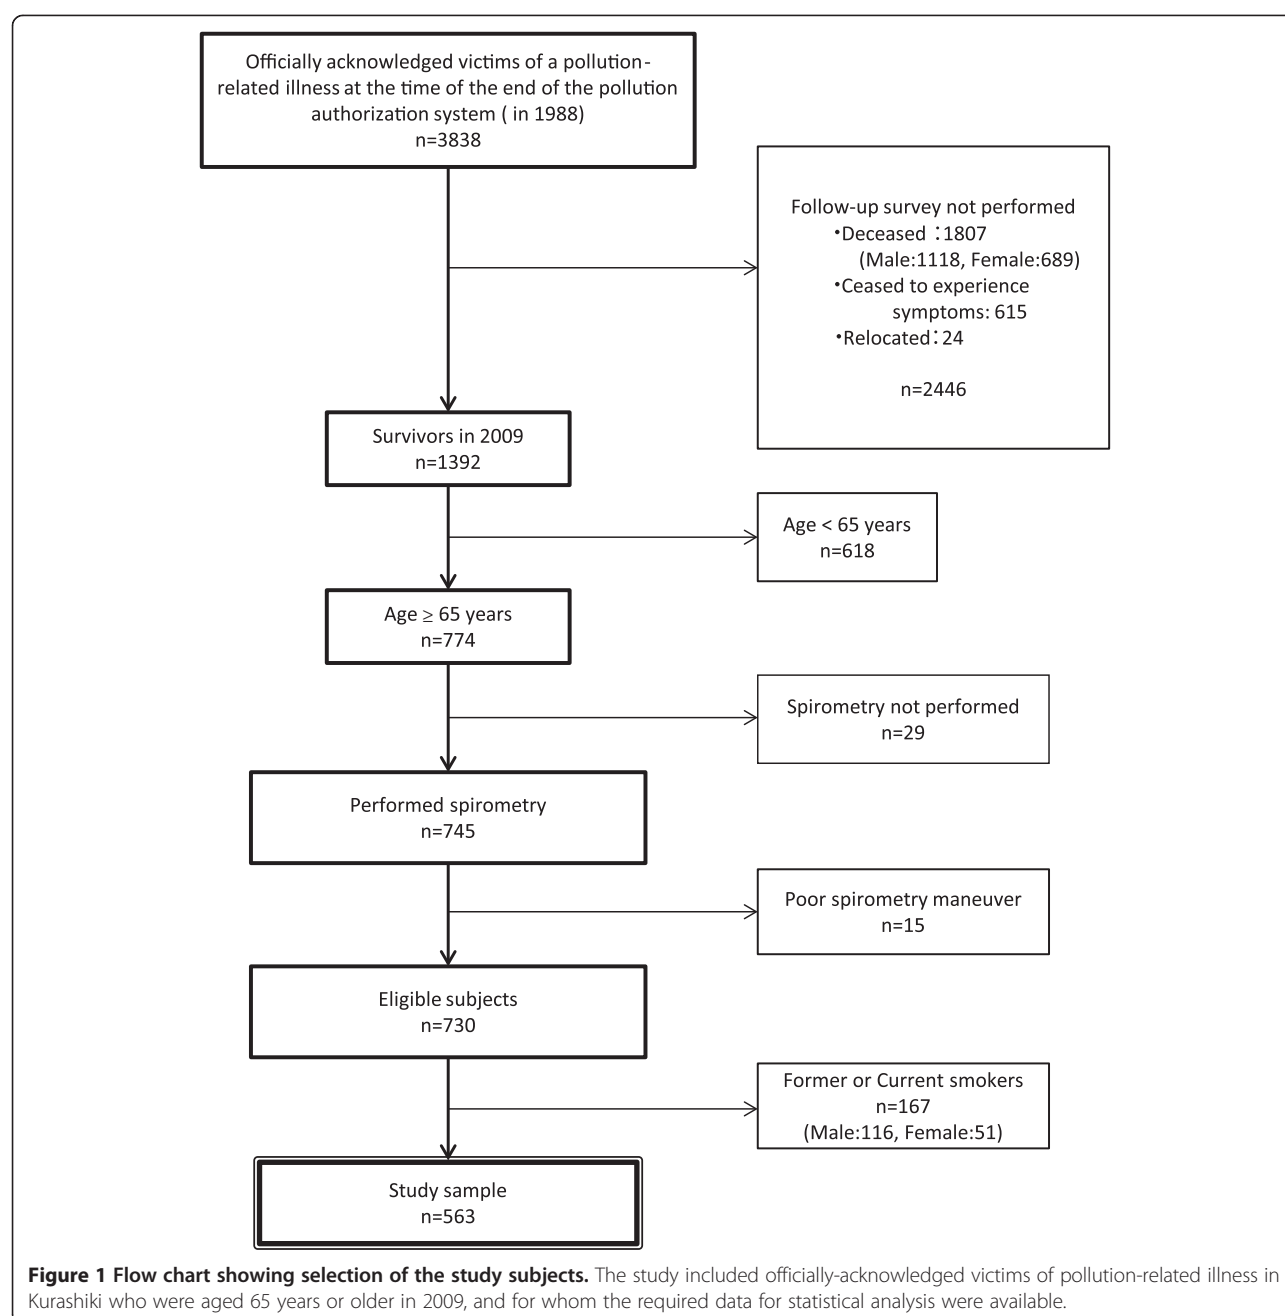 Officially acknowledged victims of a pollution-
related illness at the time of the end of the pollution
authorization system ( in 1988)
n=3838
Follow-up survey not performed
・Deceased：1807
(Male:1118, Female:689)
・Ceased to experience
symptoms: 615
・Relocated：24
n=2446
Survivors in 2009
n=1392
Age < 65 years
n=618
Age ≥ 65 years
n=774
Spirometry not performed
n=29
Performed spirometry
n=745
Poor spirometry maneuver
n=15
Eligible subjects
n=730
Former or Current smokers
n=167
(Male:116, Female:51)
Study sample
n=563
Figure 1 Flow chart showing selection of the study subjects. The study included officially-acknowledged victims of pollution-related illness in
Kurashiki who were aged 65 years or older in 2009, and for whom the required data for statistical analysis were available.